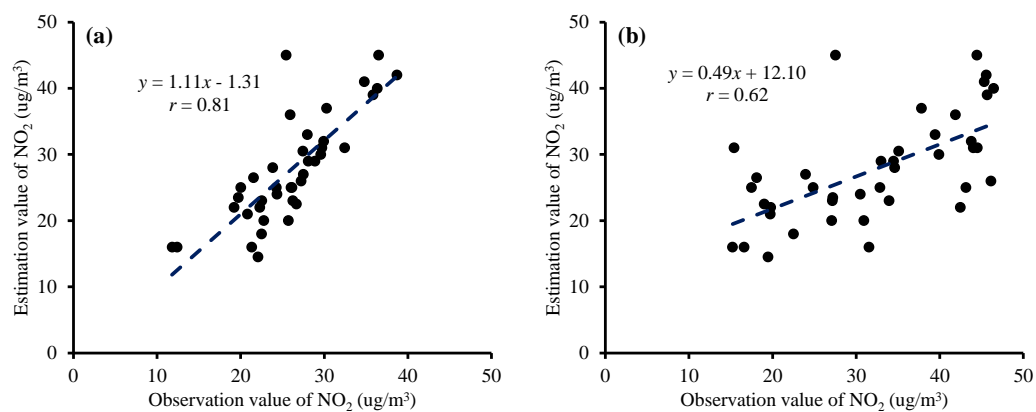 (a)
y = 1.11x - 1.31
r = 0.81
50
40
30
20
10
0
Estimation value of NO2 (ug/m³)
0 10 20 30 40 50
Observation value of NO2 (ug/m³)
(b)
y = 0.49x + 12.10
r = 0.62
50
40
30
20
10
0
Estimation value of NO2 (ug/m³)
0 10 20 30 40 50
Observation value of NO2 (ug/m³)